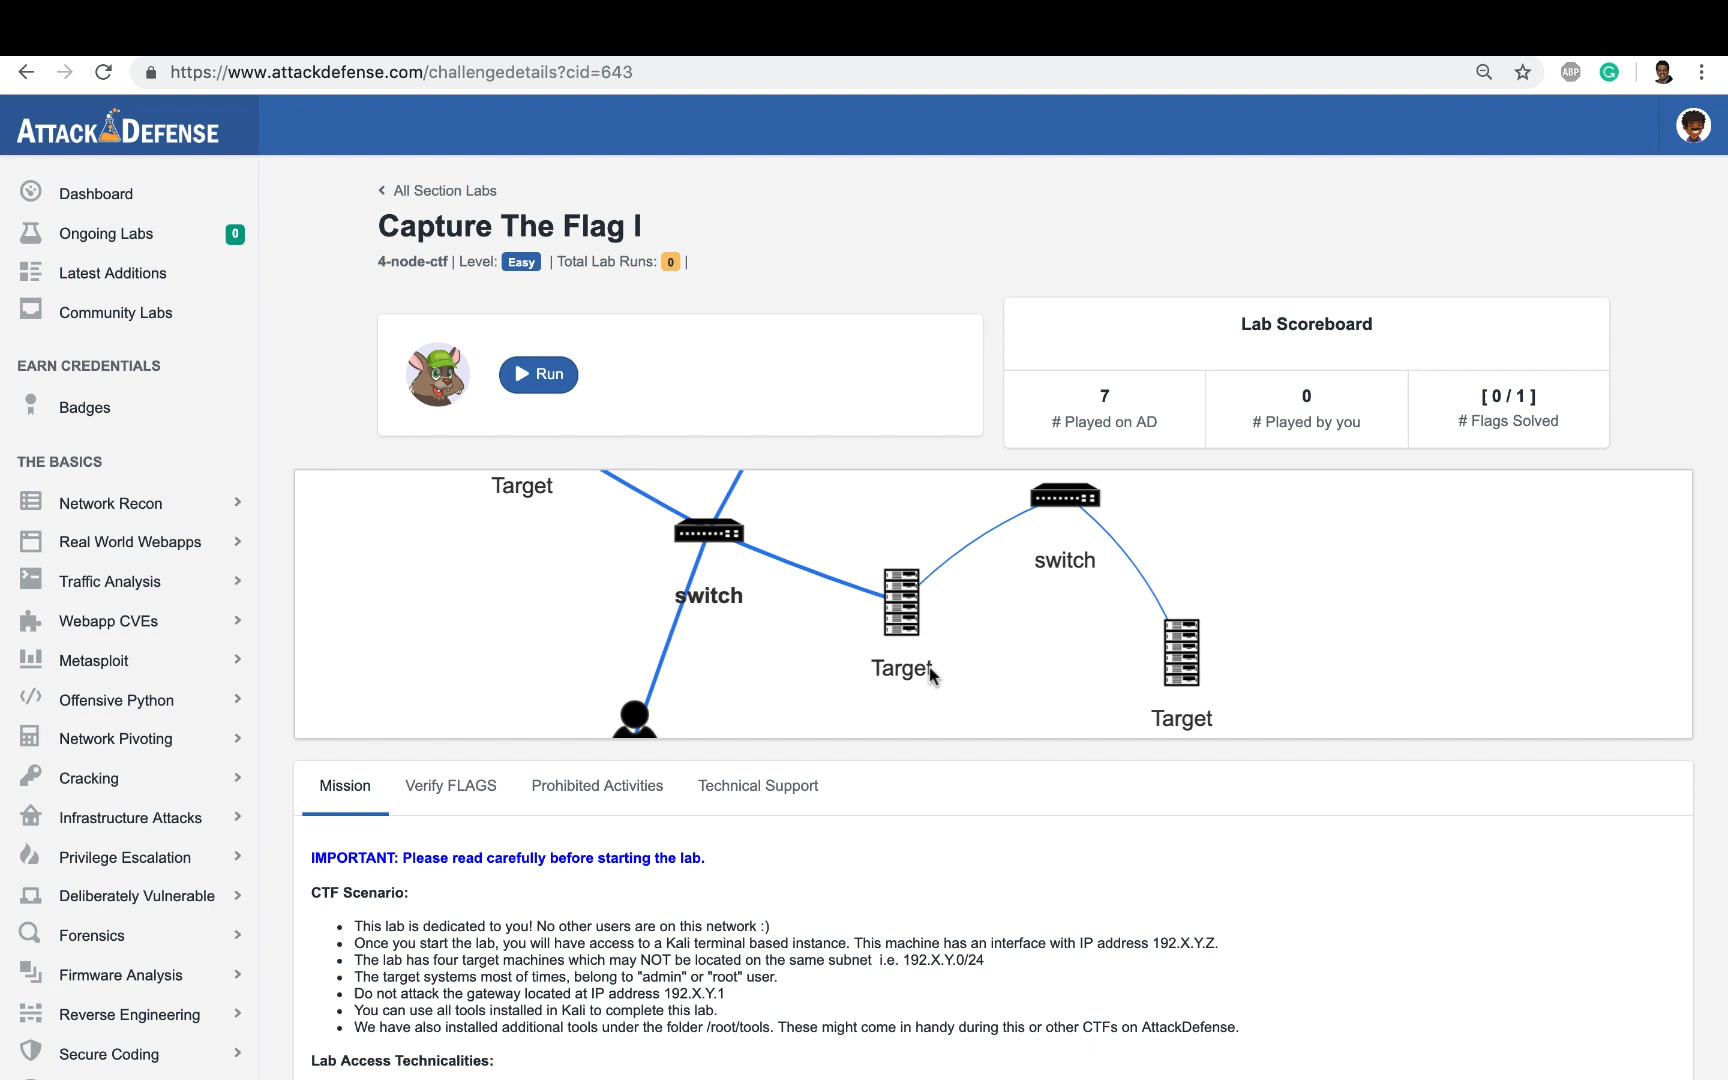 https://www.attackdefense.com/challengedetails?cid=643
ABP
ATTACKDEFENSE
Dashboard
Ongoing Labs 0
Latest Additions
Community Labs
EARN CREDENTIALS
Badges
THE BASICS
Network Recon
Real World Webapps
Traffic Analysis
Webapp CVEs
Metasploit
Offensive Python
Network Pivoting
Cracking
Infrastructure Attacks
Privilege Escalation
Deliberately Vulnerable
Forensics
Firmware Analysis
Reverse Engineering
Secure Coding
All Section Labs
Capture The Flag I
4-node-ctf | Level: Easy | Total Lab Runs: 0 |
Run
Lab Scoreboard
7
# Played on AD
0
# Played by you
[ 0 / 1 ]
# Flags Solved
Target
switch
switch
Target
Target
Mission Verify FLAGS Prohibited Activities Technical Support
IMPORTANT: Please read carefully before starting the lab.
CTF Scenario:
This lab is dedicated to you! No other users are on this network :)
Once you start the lab, you will have access to a Kali terminal based instance. This machine has an interface with IP address 192.X.Y.Z.
The lab has four target machines which may NOT be located on the same subnet i.e. 192.X.Y.0/24
The target systems most of times, belong to "admin" or "root" user.
Do not attack the gateway located at IP address 192.X.Y.1
You can use all tools installed in Kali to complete this lab.
We have also installed additional tools under the folder /root/tools. These might come in handy during this or other CTFs on AttackDefense.
Lab Access Technicalities: